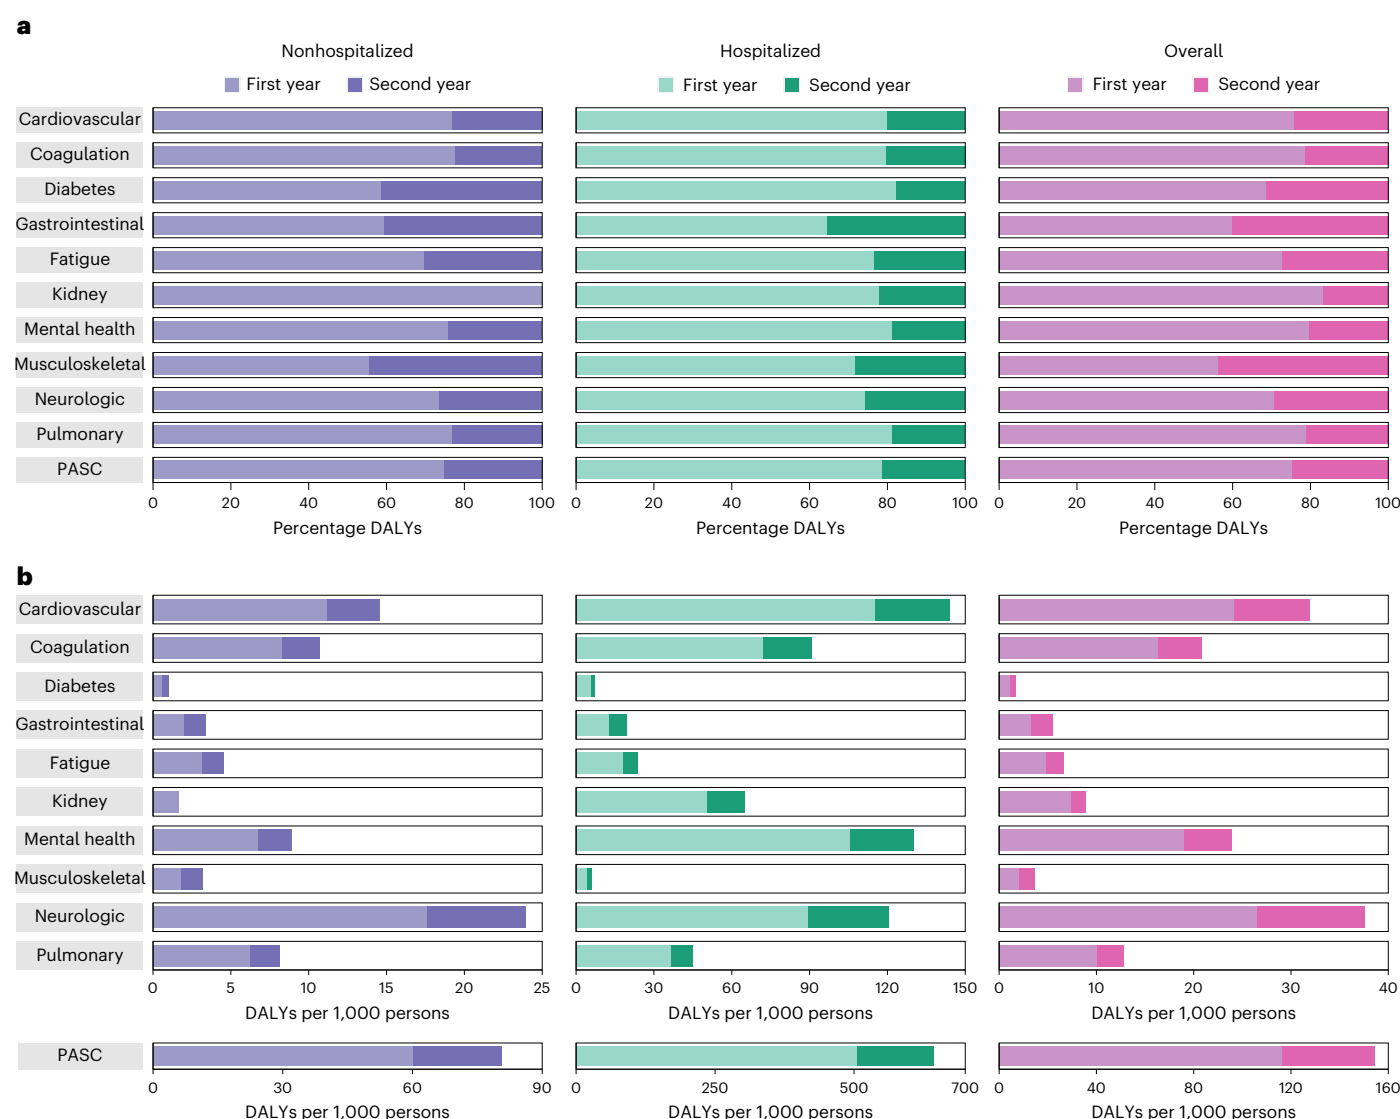 a
Nonhospitalized Hospitalized Overall
First year Second year First year Second year First year Second year
Cardiovascular
Coagulation
Diabetes
Gastrointestinal
Fatigue
Kidney
Mental health
Musculoskeletal
Neurologic
Pulmonary
PASC
0 20 40 60 80 100 0 20 40 60 80 100 0 20 40 60 80 100
Percentage DALYs Percentage DALYs Percentage DALYs
b
Cardiovascular
Coagulation
Diabetes
Gastrointestinal
Fatigue
Kidney
Mental health
Musculoskeletal
Neurologic
Pulmonary
0 5 10 15 20 25 0 30 60 90 120 150 0 10 20 30 40
DALYs per 1,000 persons DALYs per 1,000 persons DALYs per 1,000 persons
PASC
0 30 60 90 0 250 500 700 0 40 80 120 160
DALYs per 1,000 persons DALYs per 1,000 persons DALYs per 1,000 persons